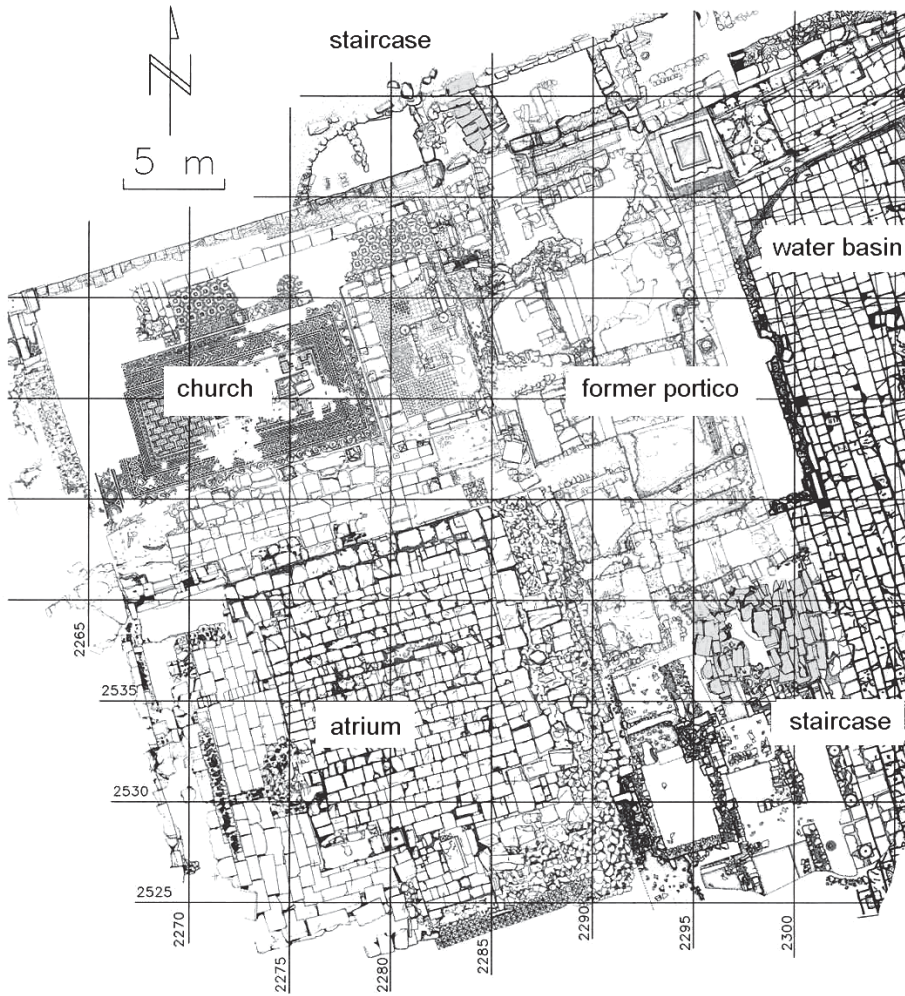 staircase
N
5 m
water basin
church
former portico
2265
2535
atrium
staircase
2530
2525
2270
2275
2280
2285
2290
2295
2300